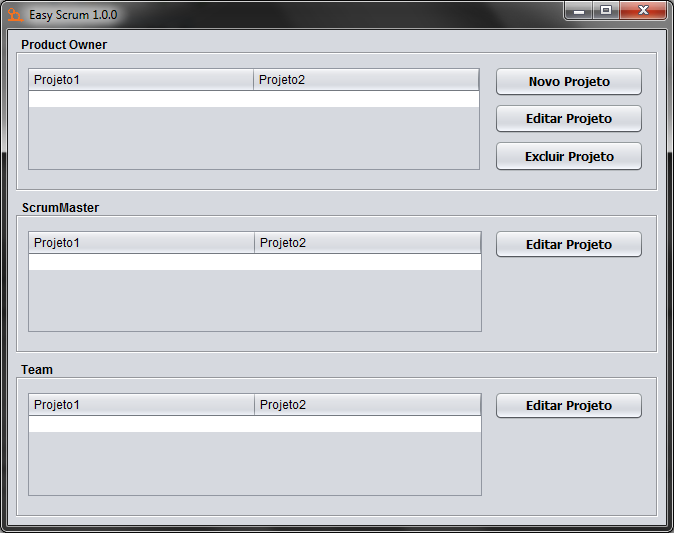 Easy Scrum 1.0.0
Product Owner
Projeto1 Projeto2
Novo Projeto
Editar Projeto
Excluir Projeto
ScrumMaster
Projeto1 Projeto2
Editar Projeto
Team
Projeto1 Projeto2
Editar Projeto